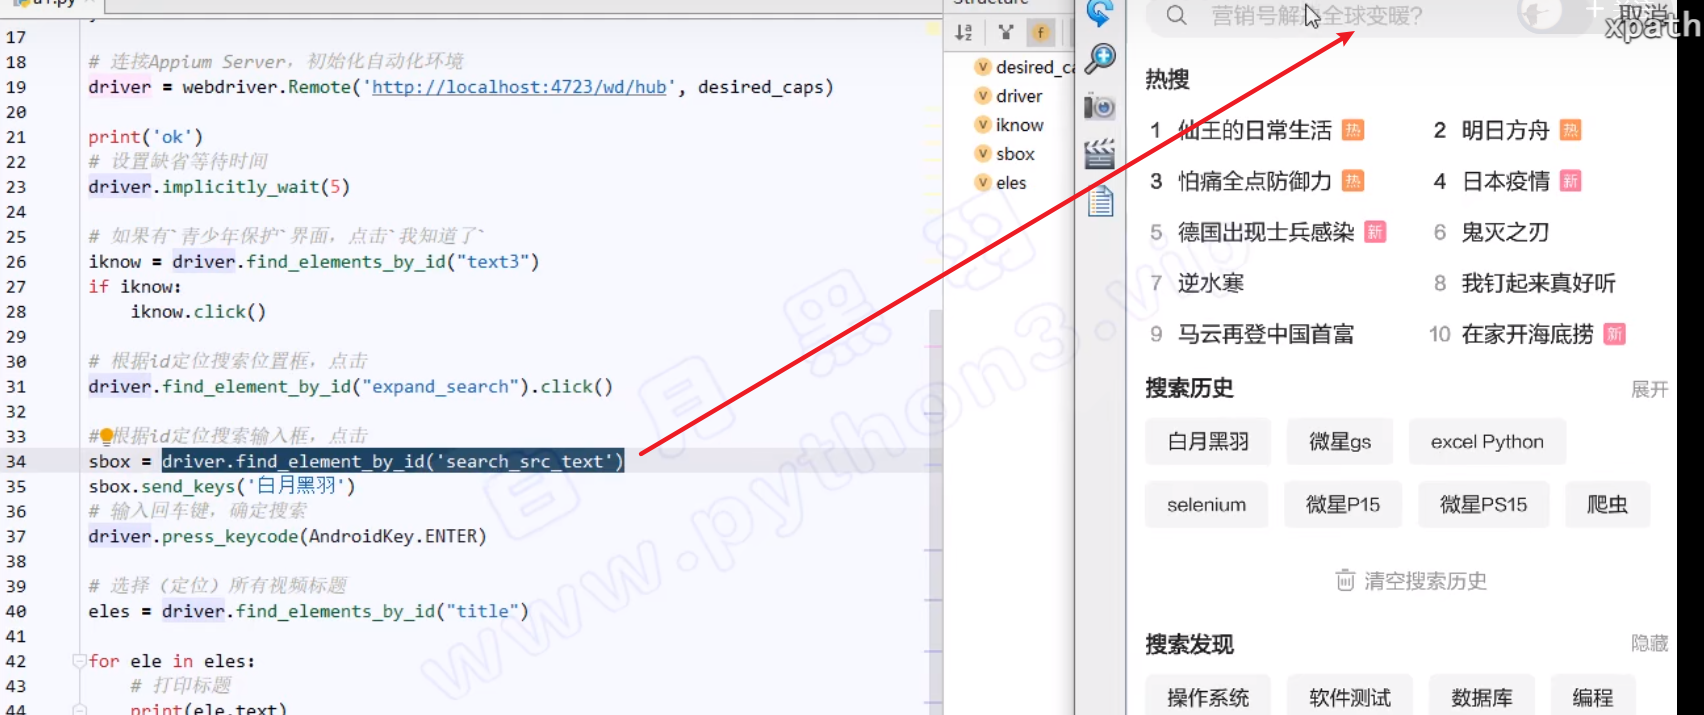 a1.py
17
18 # 连接Appium Server，初始化自动化环境
19 driver = webdriver.Remote('http://localhost:4723/wd/hub', desired_caps)
20
21 print('ok')
22 # 设置缺省等待时间
23 driver.implicitly_wait(5)
24
25 # 如果有`青少年保护`界面，点击`我知道了`
26 iknow = driver.find_elements_by_id("text3")
27 if iknow:
28 iknow.click()
29
30 # 根据id定位搜索位置框，点击
31 driver.find_element_by_id("expand_search").click()
32
33 # 根据id定位搜索输入框，点击
34 sbox = driver.find_element_by_id('search_src_text')
35 sbox.send_keys('白月黑羽')
36 # 输入回车键，确定搜索
37 driver.press_keycode(AndroidKey.ENTER)
38
39 # 选择（定位）所有视频标题
40 eles = driver.find_elements_by_id("title")
41
42 for ele in eles:
43 # 打印标题
44 print(ele.text)
Structure
desired_ca
driver
iknow
sbox
eles
营销号解 全球变暖?
取消
xpath
热搜
1 仙王的日常生活 热
2 明日方舟 热
3 怕痛全点防御力 热
4 日本疫情 新
5 德国出现士兵感染 新
6 鬼灭之刃
7 逆水寒
8 我钉起来真好听
9 马云再登中国首富
10 在家开海底捞 新
搜索历史 展开
白月黑羽 微星gs excel Python
selenium 微星P15 微星PS15 爬虫
清空搜索历史
搜索发现 隐藏
操作系统 软件测试 数据库 编程
白月黑羽
www.python3.vip